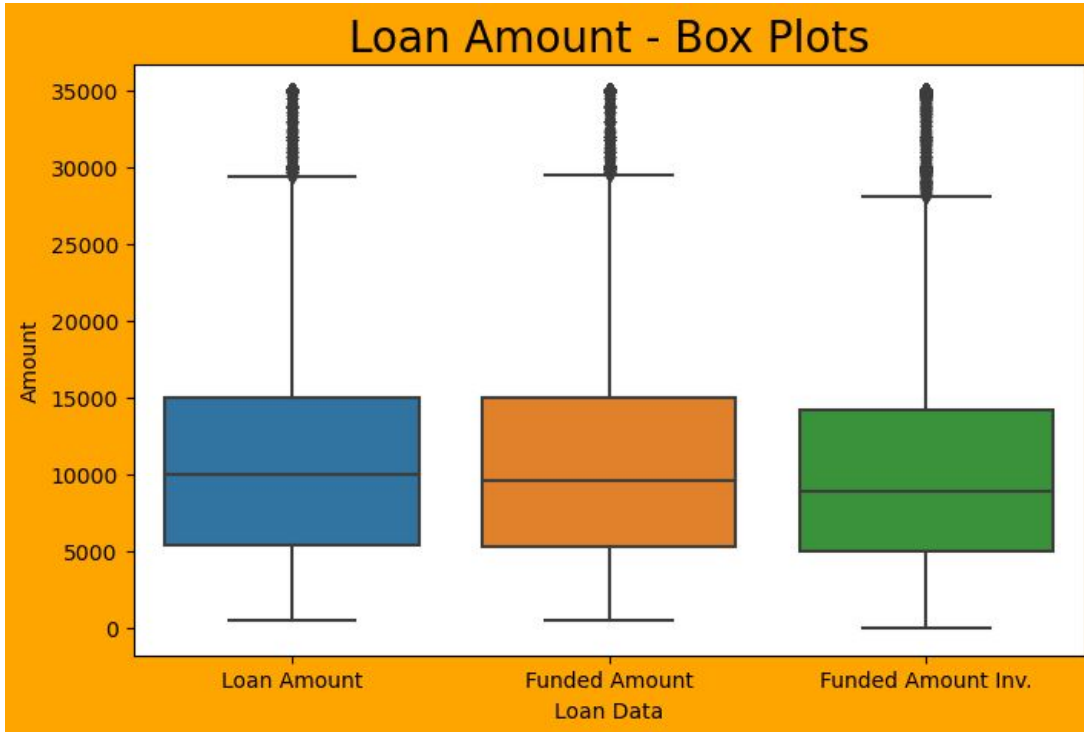 Loan Amount - Box Plots
35000
30000
25000
20000
15000
10000
5000
0
Amount
Loan Amount
Funded Amount
Funded Amount Inv.
Loan Data